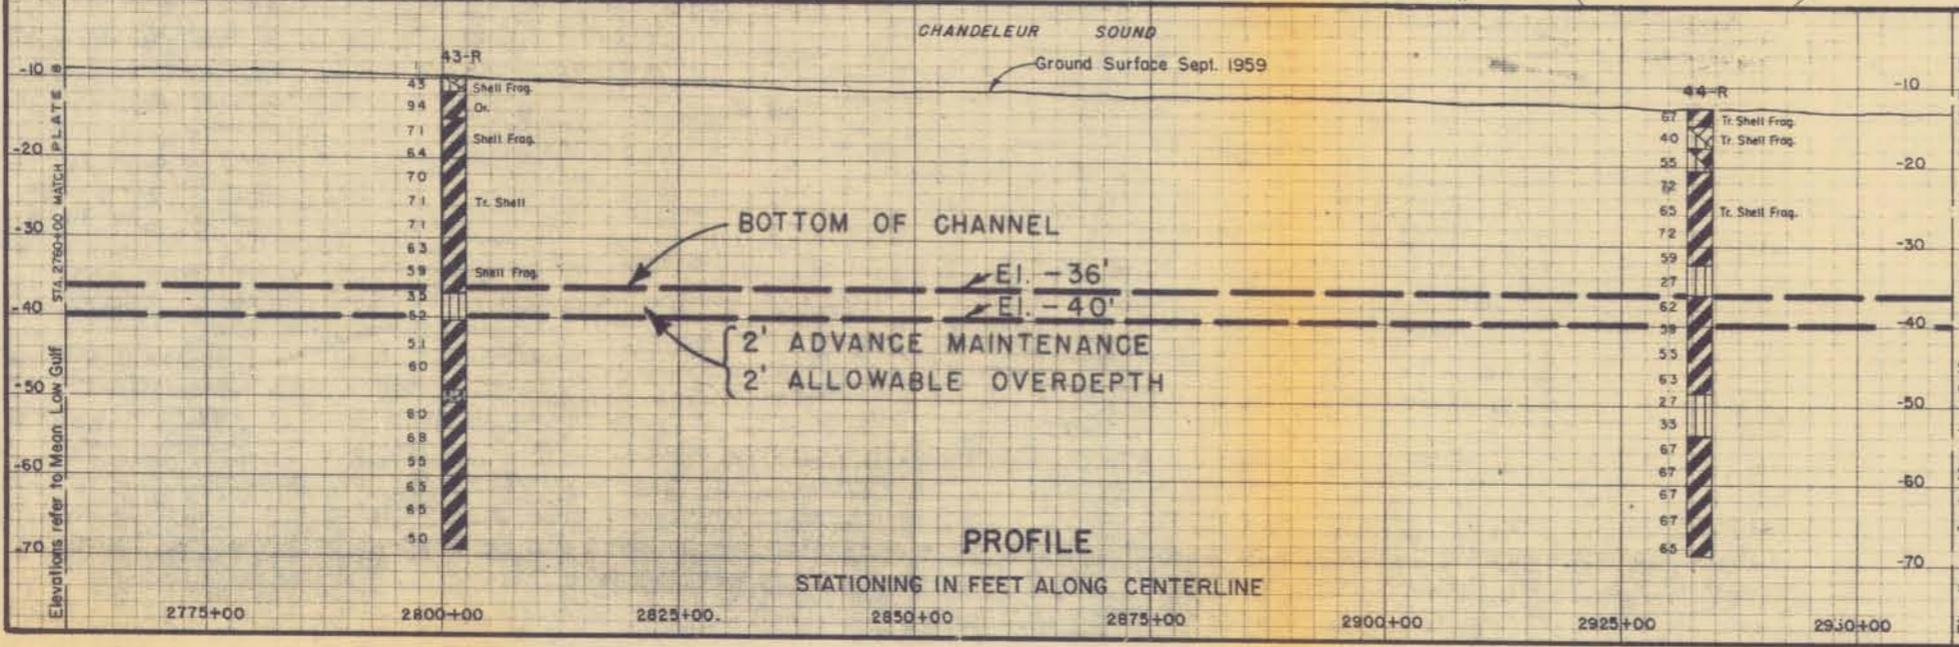 CHANDELEUR SOUND
Ground Surface Sept. 1959
43-R
44-R
-10
-20
-30
-40
-50
-60
-70
Elevations refer to Mean Low Gulf
STA. 2760+00 MATCH PLATE 8
43
94
71
64
70
71
71
63
59
35
52
51
60
60
68
55
65
65
50
Shell Frag.
Or.
Shell Frag.
Tr. Shell
Shell Frag.
BOTTOM OF CHANNEL
El. -36'
El. -40'
2' ADVANCE MAINTENANCE
2' ALLOWABLE OVERDEPTH
67
40
55
72
65
72
59
27
62
39
55
63
27
33
67
67
67
67
65
Tr. Shell Frag.
Tr. Shell Frag.
Tr. Shell Frag.
-10
-20
-30
-40
-50
-60
-70
PROFILE
STATIONING IN FEET ALONG CENTERLINE
2775+00
2800+00
2825+00.
2850+00
2875+00
2900+00
2925+00
2950+00